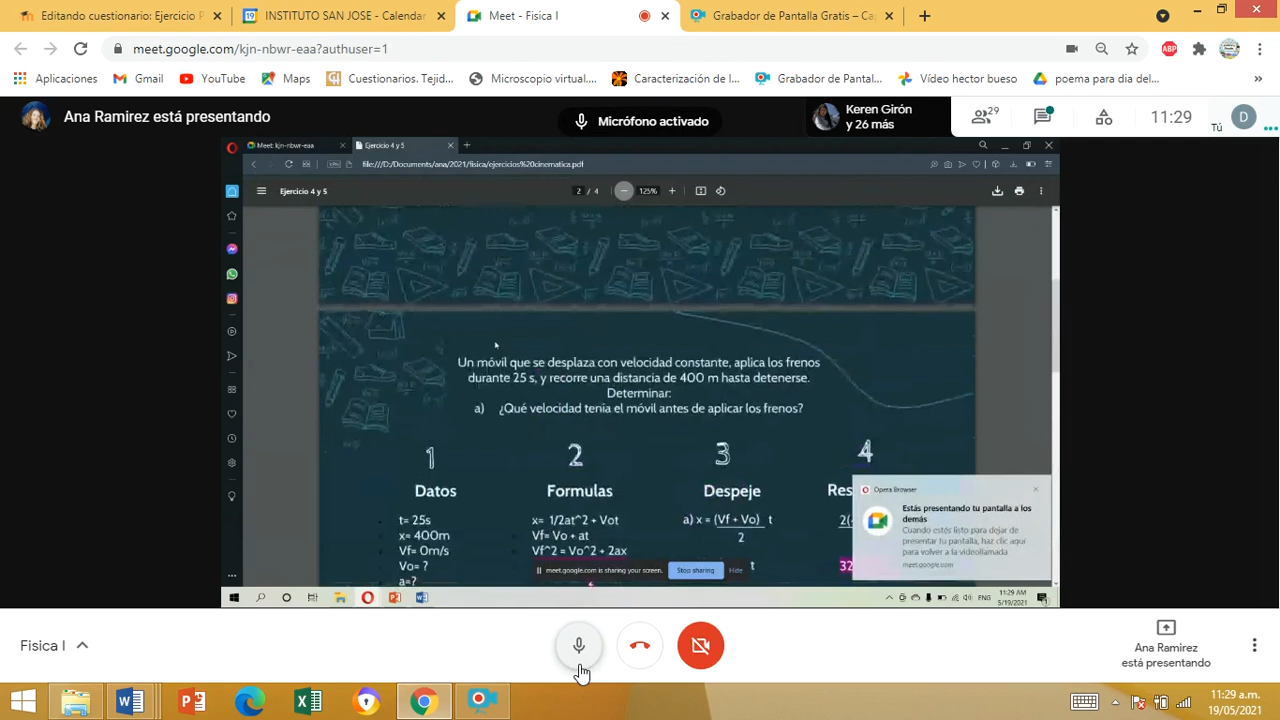 Editando cuestionario: Ejercicio P
INSTITUTO SAN JOSE - Calendar
Meet - Fisica I
Grabador de Pantalla Gratis – Ca
meet.google.com/kjn-nbwr-eaa?authuser=1
ABP
Aplicaciones
Gmail
YouTube
Maps
Cuestionarios. Tejid...
Microscopio virtual....
Caracterización de l...
Grabador de Pantal...
Vídeo hector bueso
poema para dia del...
»
Ana Ramirez está presentando
Micrófono activado
Keren Girón
y 26 más
29
11:29
Tú
D
Meet: kjn-nbwr-eaa
Ejercicio 4 y 5
file:///D:/Documents/ana/2021/fisica/ejercicios%20cinematica.pdf
Ejercicio 4 y 5
2 / 4
125%
Un móvil que se desplaza con velocidad constante, aplica los frenos
durante 25 s, y recorre una distancia de 400 m hasta detenerse.
Determinar:
a) ¿Qué velocidad tenia el móvil antes de aplicar los frenos?
1 2 3 4
Datos
Formulas
Despeje
Res
t= 25s
x= 400m
Vf= 0m/s
Vo= ?
a=?
x= 1/2at^2 + Vot
Vf= Vo + at
Vf^2 = Vo^2 + 2ax
a) x = (Vf + Vo) t
2
t
2(
32
Opera Browser
Estás presentando tu pantalla a los
demás
Cuando estés listo para dejar de
presentar tu pantalla, haz clic aquí
para volver a la videollamada
meet.google.com
meet.google.com is sharing your screen.
Stop sharing
Hide
ENG
11:29 AM
5/19/2021
Fisica I
Ana Ramirez
está presentando
11:29 a.m.
19/05/2021